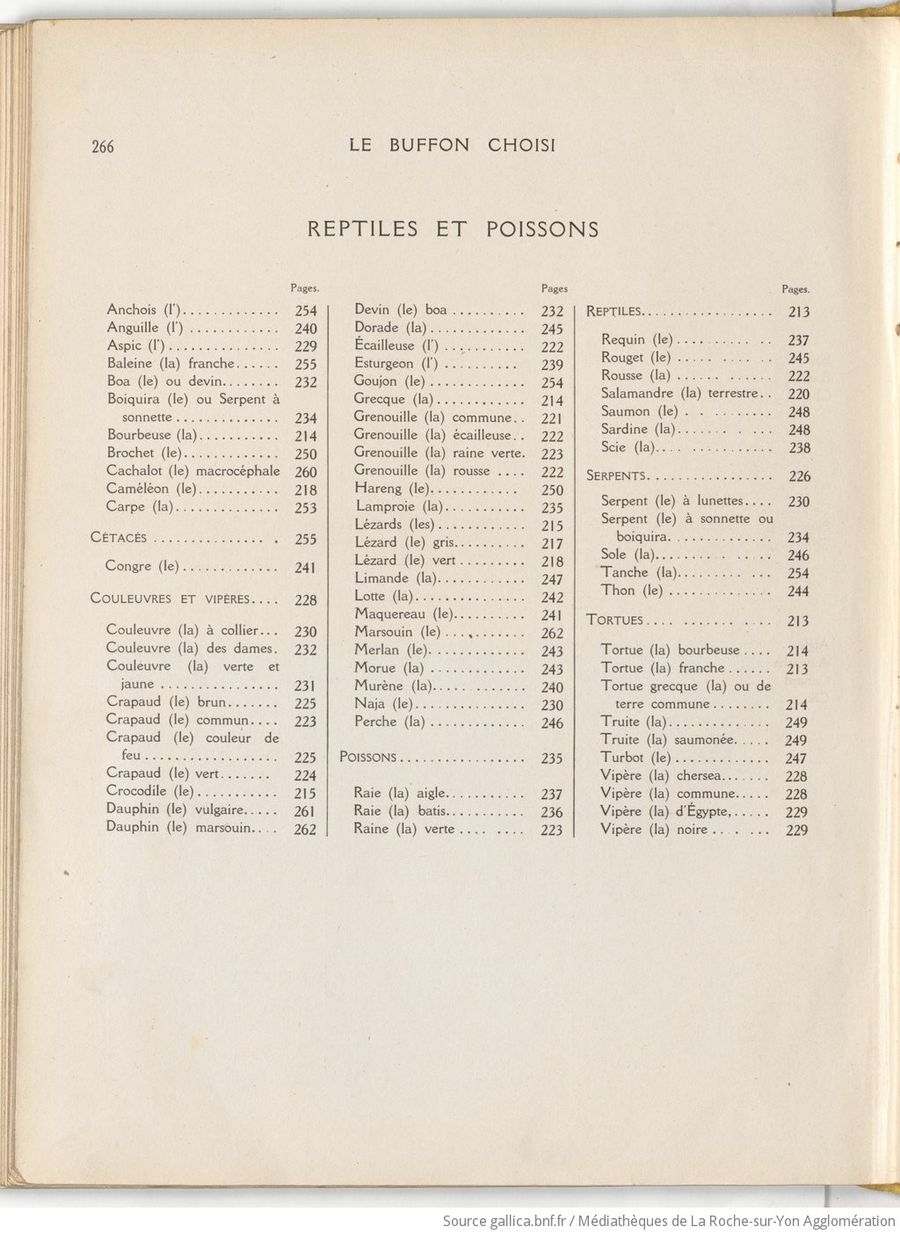 266
LE BUFFON CHOISI
REPTILES ET POISSONS
Pages.
Anchois (l')............. 254
Anguille (l') ............ 240
Aspic (l')............... 229
Baleine (la) franche...... 255
Boa (le) ou devin........ 232
Boiquira (le) ou Serpent à
sonnette .............. 234
Bourbeuse (la)........... 214
Brochet (le)............. 250
Cachalot (le) macrocéphale 260
Caméléon (le)........... 218
Carpe (la).............. 253
CÉTACÉS ............... . 255
Congre (le)............. 241
COULEUVRES ET VIPÈRES.... 228
Couleuvre (la) à collier... 230
Couleuvre (la) des dames. 232
Couleuvre (la) verte et
jaune ................ 231
Crapaud (le) brun....... 225
Crapaud (le) commun.... 223
Crapaud (le) couleur de
feu .................. 225
Crapaud (le) vert....... 224
Crocodile (le)........... 215
Dauphin (le) vulgaire..... 261
Dauphin (le) marsouin.... 262
Pages
Devin (le) boa .......... 232
Dorade (la)............. 245
Écailleuse (l') ........... 222
Esturgeon (l') .......... 239
Goujon (le) ............. 254
Grecque (la) ............ 214
Grenouille (la) commune.. 221
Grenouille (la) écailleuse.. 222
Grenouille (la) raine verte. 223
Grenouille (la) rousse .... 222
Hareng (le)............ 250
Lamproie (la)........... 235
Lézards (les) ............ 215
Lézard (le) gris.......... 217
Lézard (le) vert ......... 218
Limande (la)............ 247
Lotte (la)............... 242
Maquereau (le).......... 241
Marsouin (le) ........... 262
Merlan (le)............. 243
Morue (la) ............. 243
Murène (la)............. 240
Naja (le)............... 230
Perche (la) ............. 246
POISSONS................. 235
Raie (la) aigle........... 237
Raie (la) batis........... 236
Raine (la) verte .... .... 223
Pages.
REPTILES.................. 213
Requin (le)............. 237
Rouget (le) ..... ..... .. 245
Rousse (la) ...... ...... 222
Salamandre (la) terrestre.. 220
Saumon (le) . . ......... 248
Sardine (la)....... . ... 248
Scie (la).... ............ 238
SERPENTS................. 226
Serpent (le) à lunettes.... 230
Serpent (le) à sonnette ou
boiquira. ............. 234
Sole (la)......... . ..... 246
Tanche (la)......... ... 254
Thon (le) .............. 244
TORTUES.... ........ .... 213
Tortue (la) bourbeuse .... 214
Tortue (la) franche ...... 213
Tortue grecque (la) ou de
terre commune ........ 214
Truite (la).............. 249
Truite (la) saumonée..... 249
Turbot (le) ............. 247
Vipère (la) chersea....... 228
Vipère (la) commune..... 228
Vipère (la) d'Égypte,..... 229
Vipère (la) noire .. . ... 229
Source gallica.bnf.fr / Médiathèques de La Roche-sur-Yon Agglomération